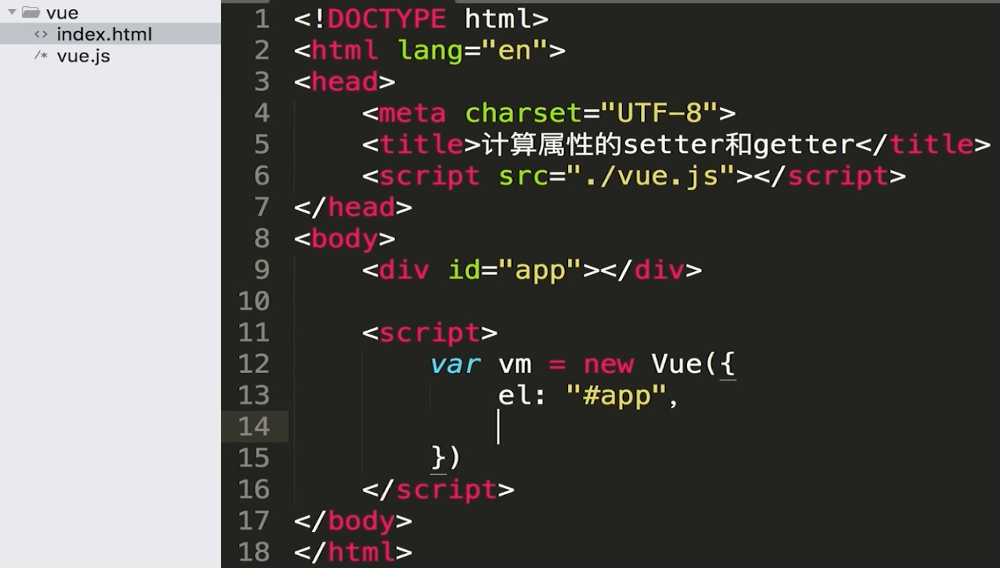 vue
index.html
vue.js
1 <!DOCTYPE html>
2 <html lang="en">
3 <head>
4 <meta charset="UTF-8">
5 <title>计算属性的setter和getter</title>
6 <script src="./vue.js"></script>
7 </head>
8 <body>
9 <div id="app"></div>
10
11 <script>
12 var vm = new Vue({
13 el: "#app",
14
15 })
16 </script>
17 </body>
18 </html>